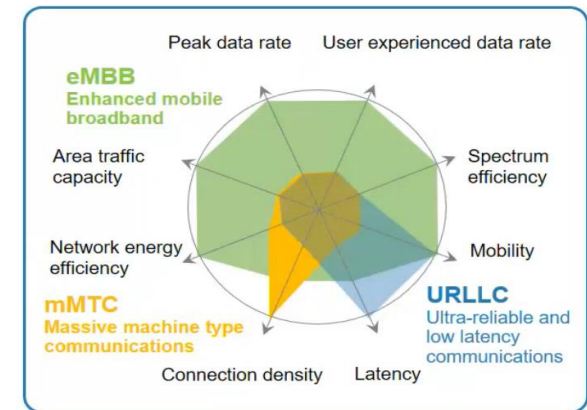 Peak data rate
User experienced data rate
eMBB
Enhanced mobile
broadband
Area traffic
capacity
Spectrum
efficiency
Network energy
efficiency
Mobility
mMTC
Massive machine type
communications
URLLC
Ultra-reliable and
low latency
communications
Connection density
Latency